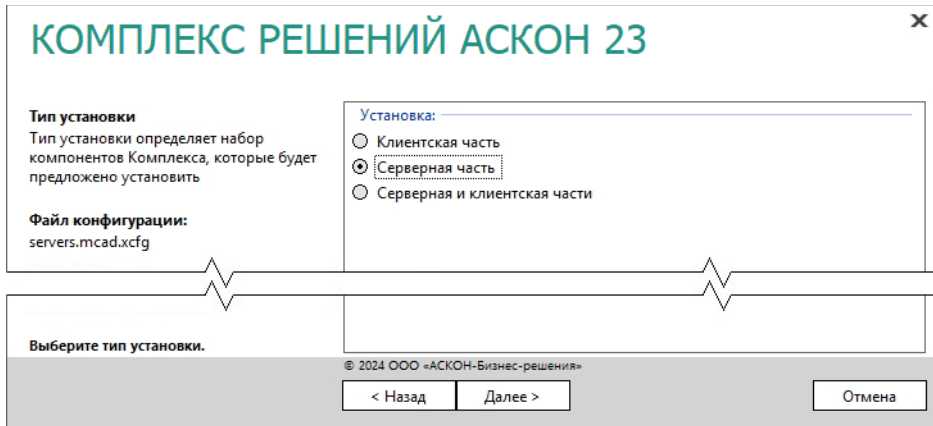 КОМПЛЕКС РЕШЕНИЙ АСКОН 23
x
Тип установки
Тип установки определяет набор
компонентов Комплекса, которые будет
предложено установить
Файл конфигурации:
servers.mcad.xcfg
Выберите тип установки.
Установка:
Клиентская часть
Серверная часть
Серверная и клиентская части
© 2024 ООО «АСКОН-Бизнес-решения»
< Назад
Далее >
Отмена